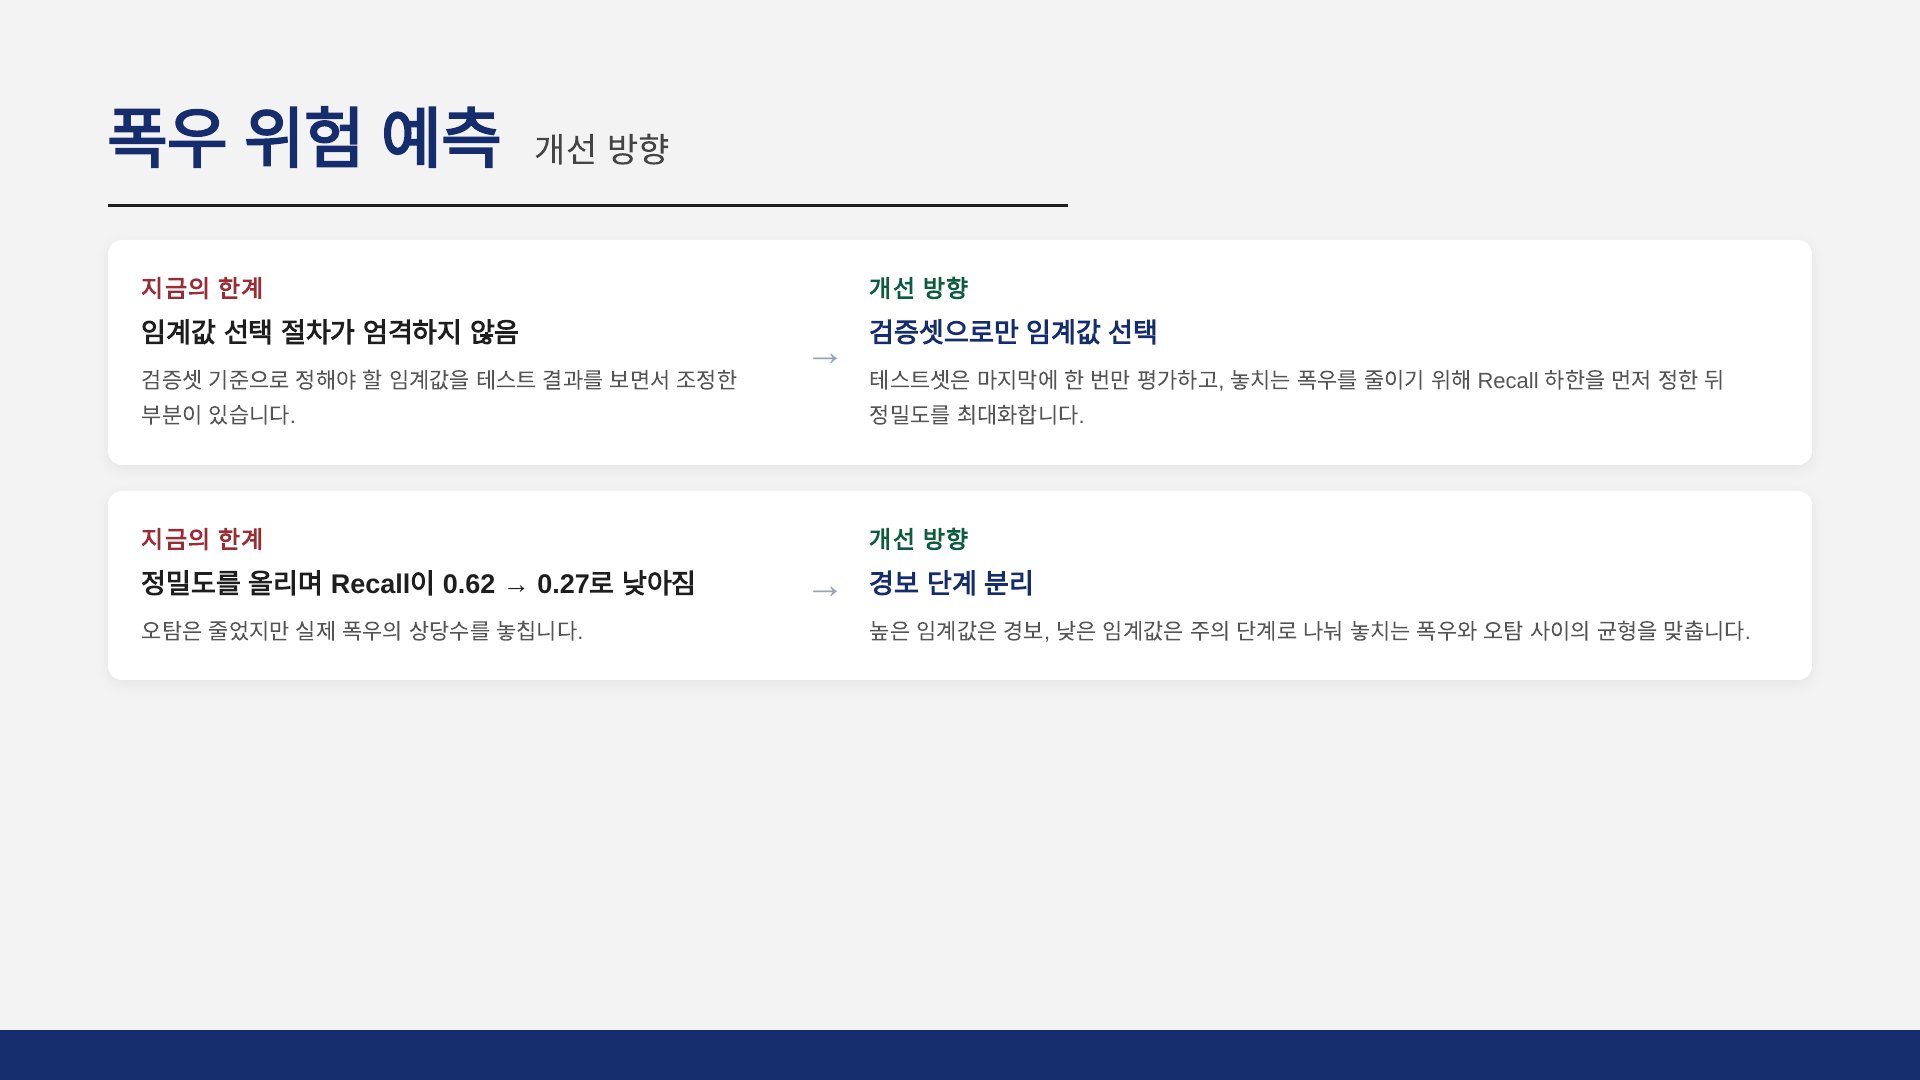 폭우 위험 예측 개선 방향
지금의 한계
임계값 선택 절차가 엄격하지 않음
검증셋 기준으로 정해야 할 임계값을 테스트 결과를 보면서 조정한
부분이 있습니다.
→
개선 방향
검증셋으로만 임계값 선택
테스트셋은 마지막에 한 번만 평가하고, 놓치는 폭우를 줄이기 위해 Recall 하한을 먼저 정한 뒤
정밀도를 최대화합니다.
지금의 한계
정밀도를 올리며 Recall이 0.62 → 0.27로 낮아짐
오탐은 줄었지만 실제 폭우의 상당수를 놓칩니다.
→
개선 방향
경보 단계 분리
높은 임계값은 경보, 낮은 임계값은 주의 단계로 나눠 놓치는 폭우와 오탐 사이의 균형을 맞춥니다.